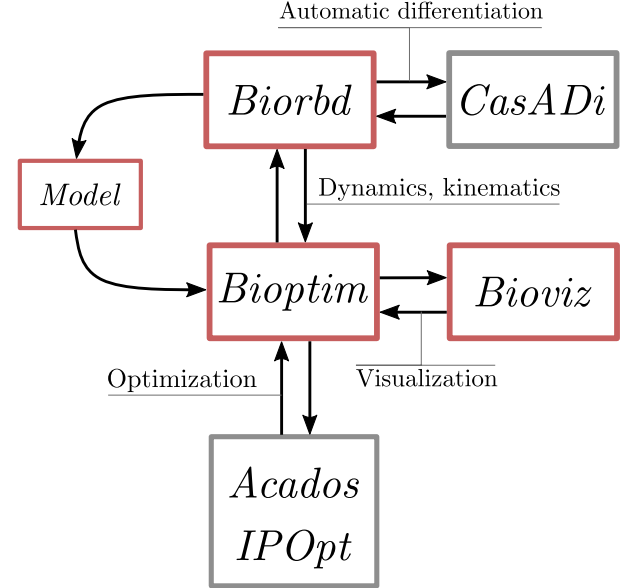 Automatic differentiation
Biorbd
CasADi
Model
Dynamics, kinematics
Bioptim
Bioviz
Optimization
Visualization
Acados
IPOpt